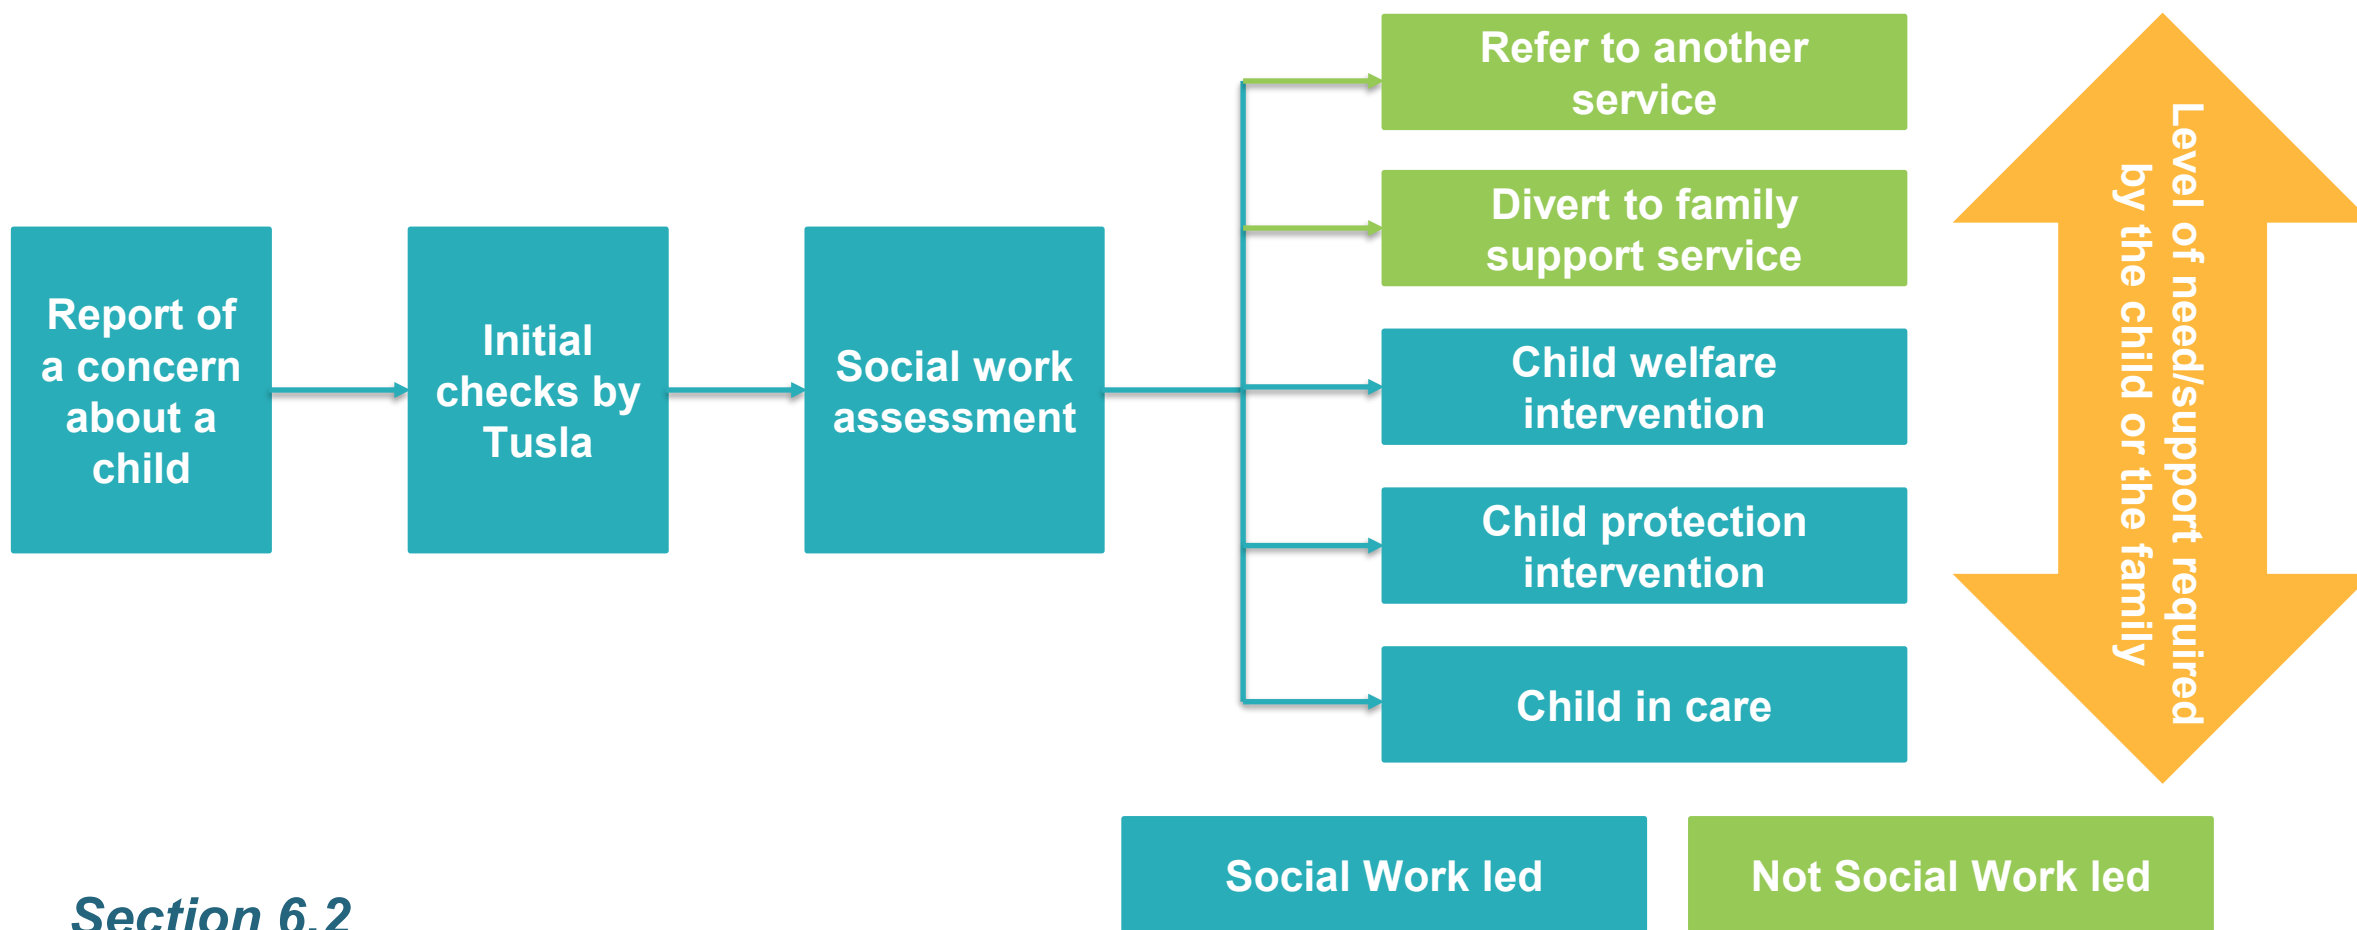 Report of
a concern
about a
child
Initial
checks by
Tusla
Social work
assessment
Refer to another
service
Divert to family
support service
Child welfare
intervention
Child protection
intervention
Child in care
Level of need/support required
by the child or the family
Social Work led
Not Social Work led
Section 6.2